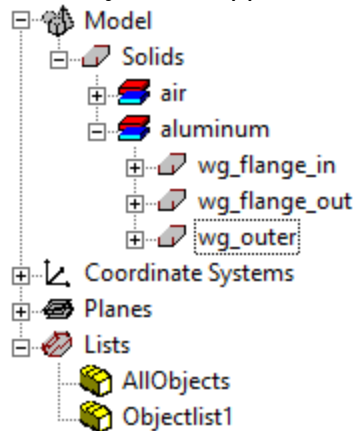 Model
Solids
air
aluminum
wg_flange_in
wg_flange_out
wg_outer
Coordinate Systems
Planes
Lists
AllObjects
Objectlist1